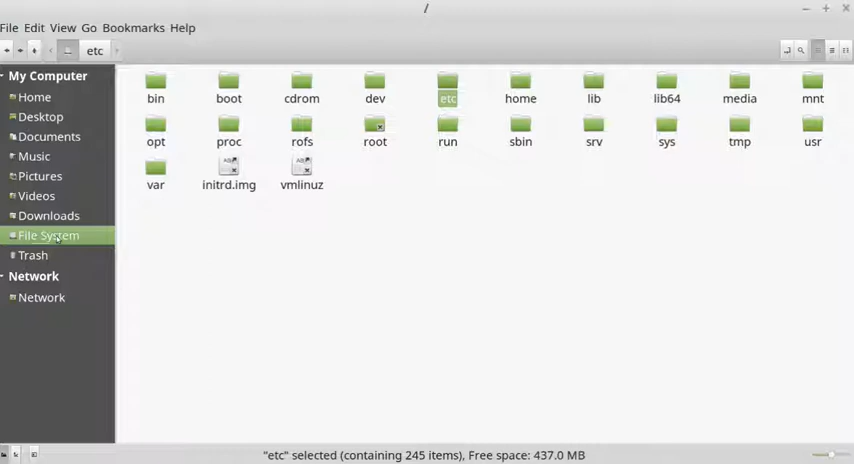 /
File Edit View Go Bookmarks Help
etc
My Computer
Home
Desktop
Documents
Music
Pictures
Videos
Downloads
File System
Trash
Network
Network
bin boot cdrom dev etc home lib lib64 media mnt
opt proc rofs root run sbin srv sys tmp usr
var initrd.img vmlinuz
"etc" selected (containing 245 items), Free space: 437.0 MB